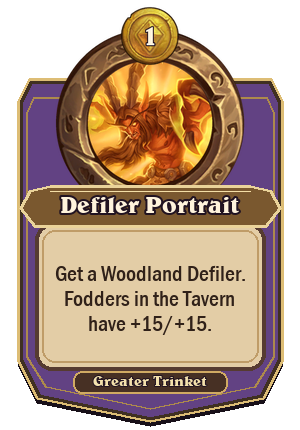 1
Defiler Portrait
Get a Woodland Defiler.
Fodders in the Tavern
have +15/+15.
Greater Trinket